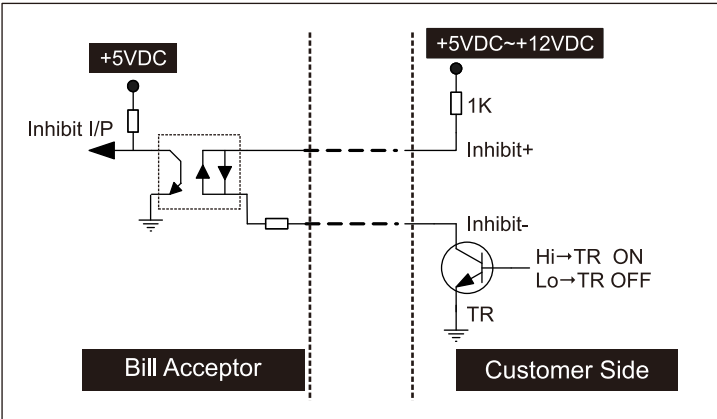 +5VDC
+5VDC~+12VDC
1K
Inhibit I/P
Inhibit+
Inhibit-
Hi→TR ON
Lo→TR OFF
TR
Bill Acceptor
Customer Side